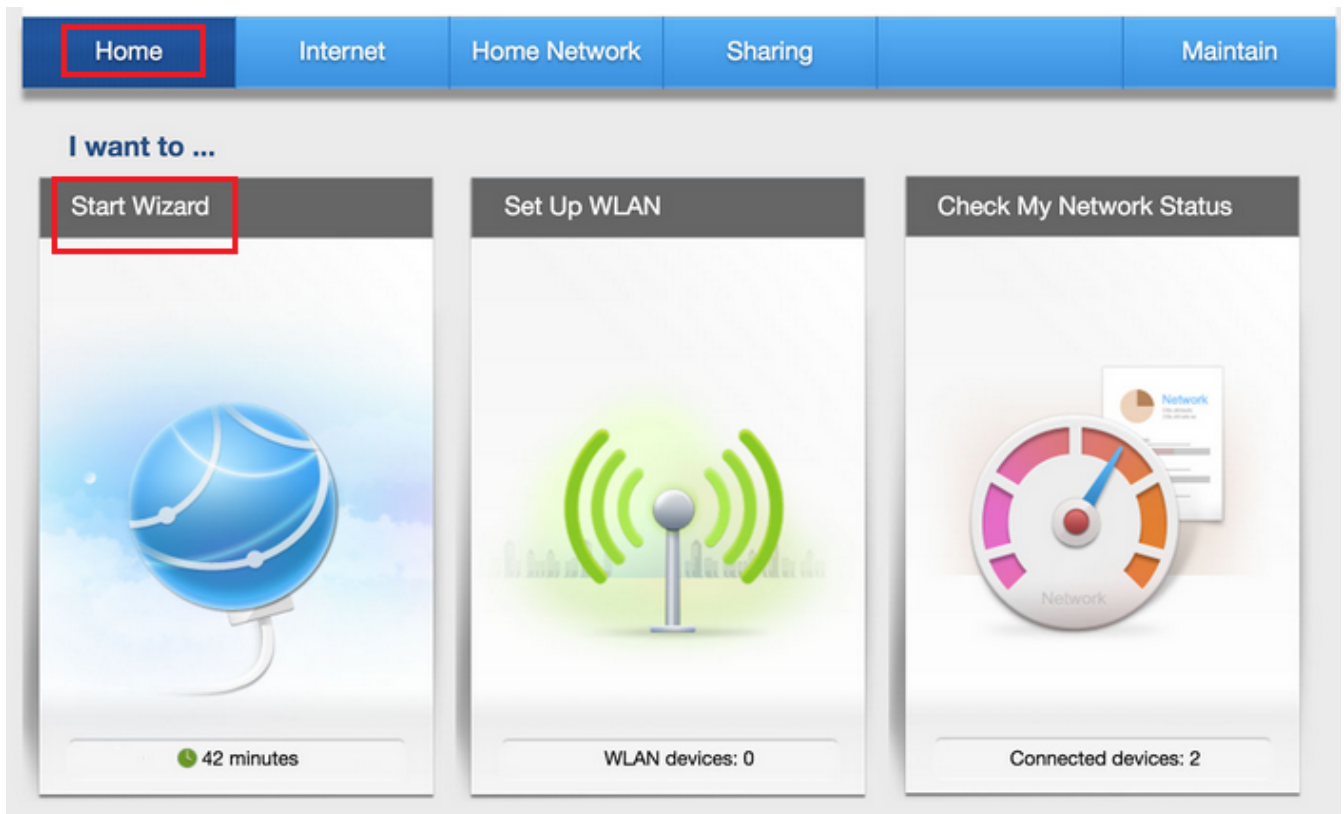 Home Internet Home Network Sharing Maintain
I want to ...
Start Wizard
Set Up WLAN
Check My Network Status
Network
Network
42 minutes
WLAN devices: 0
Connected devices: 2